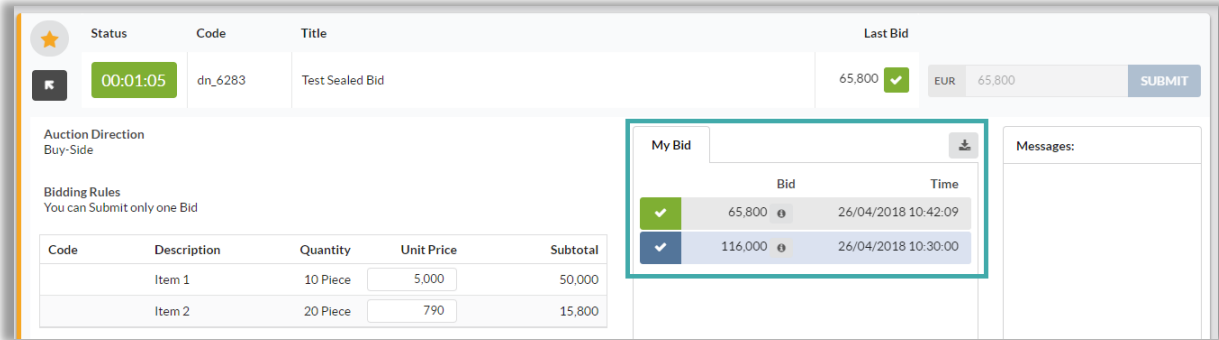 Status Code Title Last Bid
00:01:05 dn_6283 Test Sealed Bid 65,800 EUR 65,800 SUBMIT
Auction Direction
Buy-Side
Bidding Rules
You can Submit only one Bid
Code Description Quantity Unit Price Subtotal
Item 1 10 Piece 5,000 50,000
Item 2 20 Piece 790 15,800
My Bid
Bid Time
65,800 26/04/2018 10:42:09
116,000 26/04/2018 10:30:00
Messages: